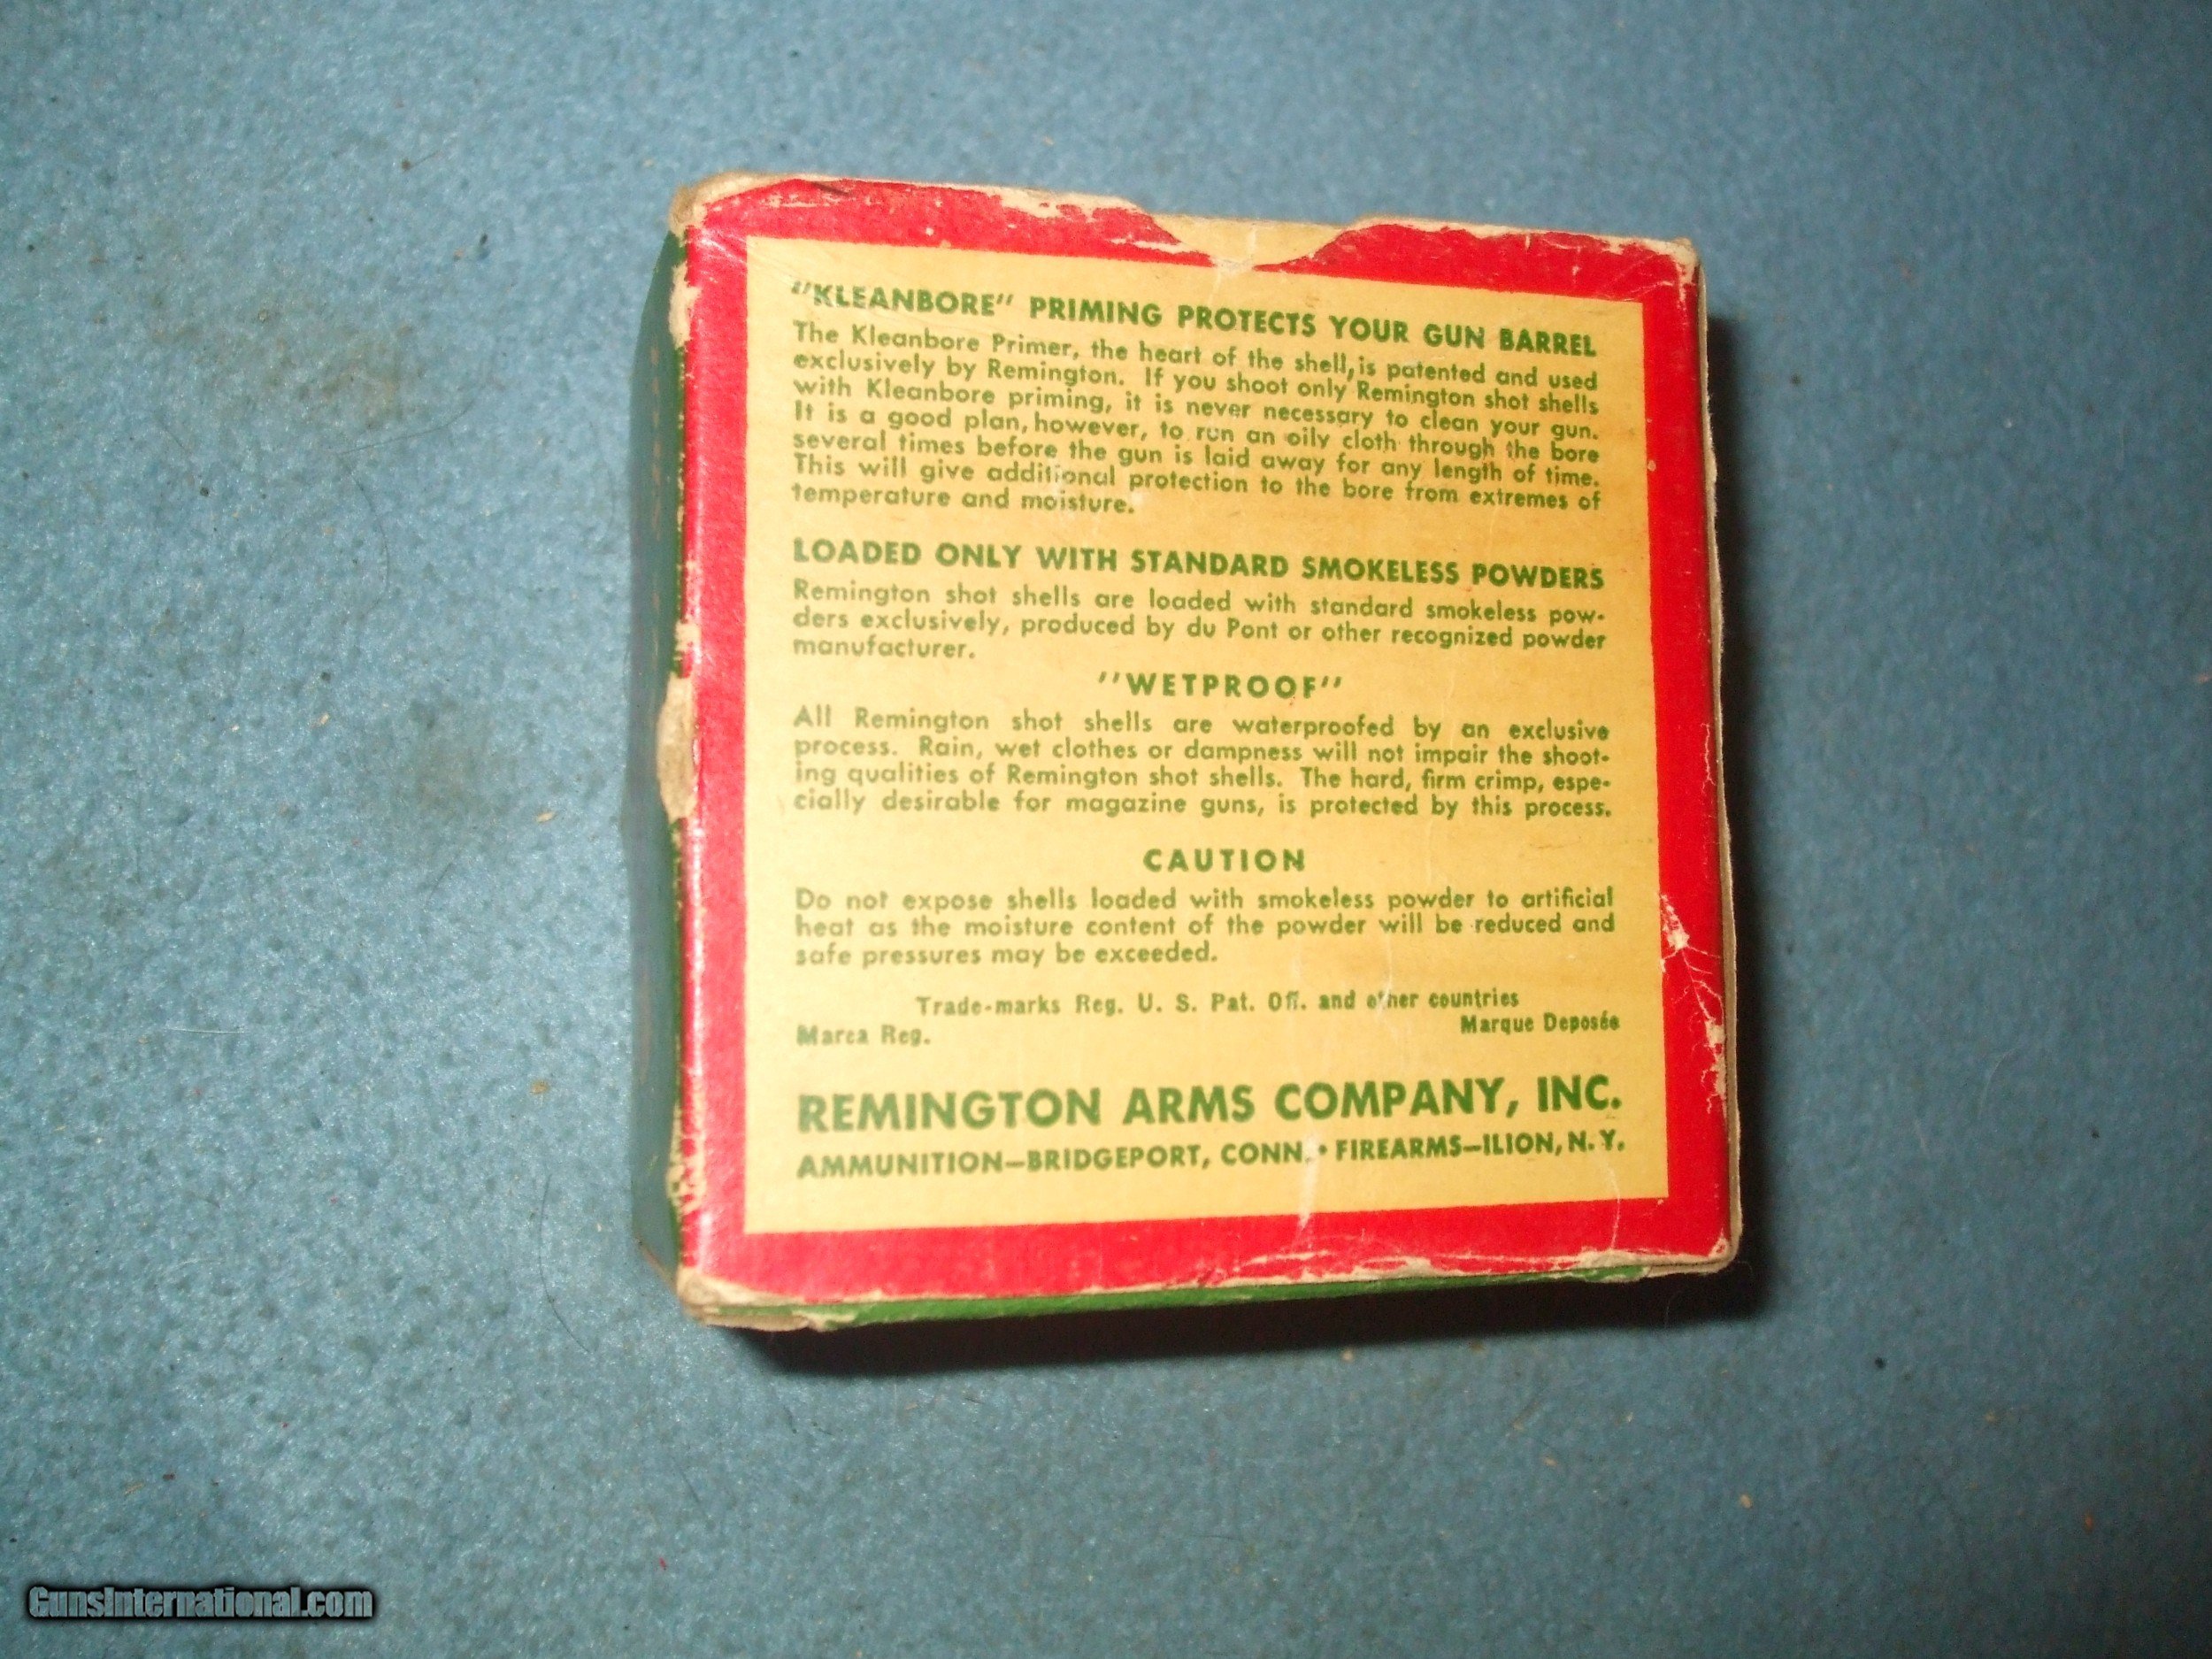 "KLEANBORE" PRIMING PROTECTS YOUR GUN BARREL
The Kleanbore Primer, the heart of the shell, is patented and used
exclusively by Remington. If you shoot only Remington shot shells
with Kleanbore priming, it is never necessary to clean your gun.
It is a good plan, however, to run an oily cloth through the bore
several times before the gun is laid away for any length of time.
This will give additional protection to the bore from extremes of
temperature and moisture.
LOADED ONLY WITH STANDARD SMOKELESS POWDERS
Remington shot shells are loaded with standard smokeless pow-
ders exclusively, produced by du Pont or other recognized powder
manufacturer.
"WETPROOF"
All Remington shot shells are waterproofed by an exclusive
process. Rain, wet clothes or dampness will not impair the shoot-
ing qualities of Remington shot shells. The hard, firm crimp, espe-
cially desirable for magazine guns, is protected by this process.
CAUTION
Do not expose shells loaded with smokeless powder to artificial
heat as the moisture content of the powder will be reduced and
safe pressures may be exceeded.
Trade-marks Reg. U. S. Pat. Off. and other countries
Marca Reg. Marque Deposée
REMINGTON ARMS COMPANY, INC.
AMMUNITION—BRIDGEPORT, CONN. • FIREARMS—ILION, N. Y.
GunsInternational.com